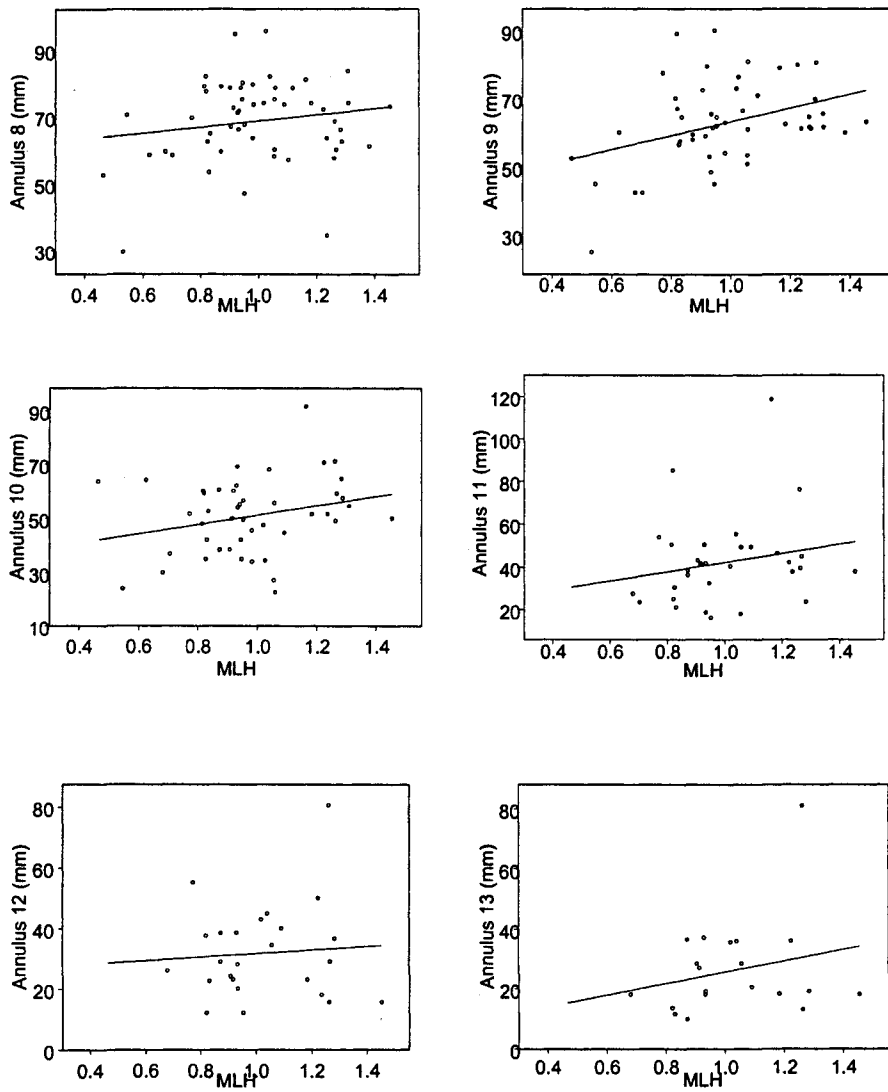 Annulus 8 (mm)
90
70
50
30
0.4 0.6 0.8 1.0 1.2 1.4
MLH
Annulus 9 (mm)
90
70
50
30
0.4 0.6 0.8 1.0 1.2 1.4
MLH
Annulus 10 (mm)
90
70
50
30
10
0.4 0.6 0.8 1.0 1.2 1.4
MLH
Annulus 11 (mm)
120
100
80
60
40
20
0.4 0.6 0.8 1.0 1.2 1.4
MLH
Annulus 12 (mm)
80
60
40
20
0
0.4 0.6 0.8 1.0 1.2 1.4
MLH
Annulus 13 (mm)
80
60
40
20
0
0.4 0.6 0.8 1.0 1.2 1.4
MLH